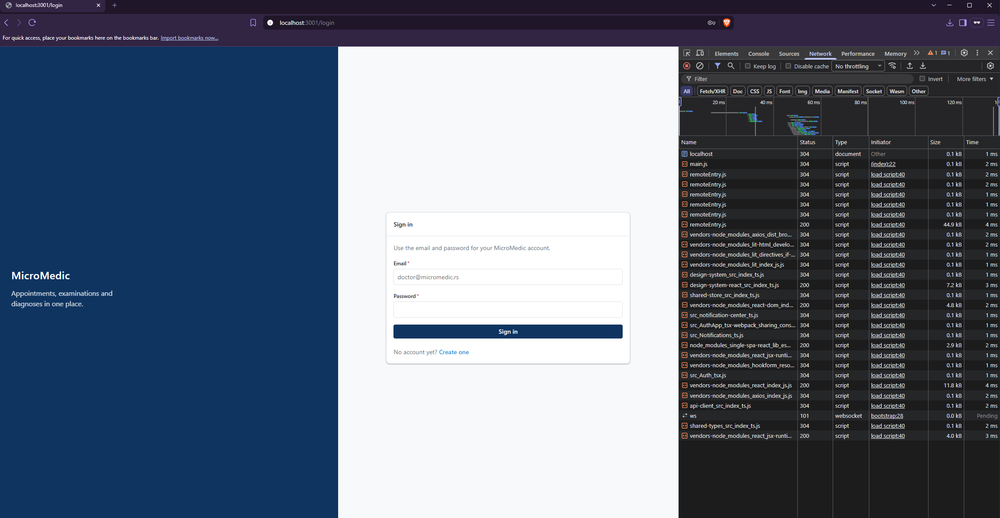 localhost:3001/login
localhost:3001/login
For quick access, place your bookmarks here on the bookmarks bar. Import bookmarks now...
MicroMedic
Appointments, examinations and
diagnoses in one place.
Sign in
Use the email and password for your MicroMedic account.
Email *
doctor@micromedic.rs
Password *
Sign in
No account yet? Create one
Elements Console Sources Network Performance Memory 1 1
Keep log Disable cache No throttling
Filter Invert More filters
All Fetch/XHR Doc CSS JS Font Img Media Manifest Socket Wasm Other
20 ms 40 ms 60 ms 80 ms 100 ms 120 ms
Name Status Type Initiator Size Time
localhost 304 document Other 0.1 kB 1 ms
main.js 304 script (index):22 0.1 kB 2 ms
remoteEntry.js 304 script load script:40 0.1 kB 2 ms
remoteEntry.js 304 script load script:40 0.1 kB 2 ms
remoteEntry.js 304 script load script:40 0.1 kB 1 ms
remoteEntry.js 304 script load script:40 0.1 kB 1 ms
remoteEntry.js 304 script load script:40 0.1 kB 1 ms
remoteEntry.js 200 script load script:40 44.9 kB 4 ms
vendors-node_modules_axios_dist_bro... 304 script load script:40 0.1 kB 2 ms
vendors-node_modules_lit-html_develo... 304 script load script:40 0.1 kB 2 ms
vendors-node_modules_lit_directives_if-... 304 script load script:40 0.1 kB 1 ms
vendors-node_modules_lit_index_js.js 304 script load script:40 0.1 kB 1 ms
design-system_src_index_ts.js 304 script load script:40 0.1 kB 1 ms
design-system-react_src_index_ts.js 200 script load script:40 7.2 kB 3 ms
shared-store_src_index_ts.js 304 script load script:40 0.1 kB 1 ms
vendors-node_modules_react-dom_ind... 200 script load script:40 4.8 kB 2 ms
src_notification-center_ts.js 304 script load script:40 0.1 kB 1 ms
src_AuthApp_tsx-webpack_sharing_cons... 304 script load script:40 0.1 kB 1 ms
src_Notifications_ts.js 304 script load script:40 0.1 kB 1 ms
node_modules_single-spa-react_lib_es... 200 script load script:40 2.9 kB 2 ms
vendors-node_modules_react_jsx-runti... 304 script load script:40 0.1 kB 1 ms
vendors-node_modules_hookform_reso... 304 script load script:40 0.1 kB 1 ms
src_Auth_tsx.js 304 script load script:40 0.1 kB 1 ms
vendors-node_modules_react_index_js.js 200 script load script:40 11.8 kB 4 ms
vendors-node_modules_axios_index_js.js 304 script load script:40 0.1 kB 2 ms
api-client_src_index_ts.js 304 script load script:40 0.1 kB 2 ms
ws 101 websocket bootstrap:28 0.0 kB Pending
shared-types_src_index_ts.js 304 script load script:40 0.1 kB 2 ms
vendors-node_modules_react_jsx-runti... 200 script load script:40 4.0 kB 3 ms